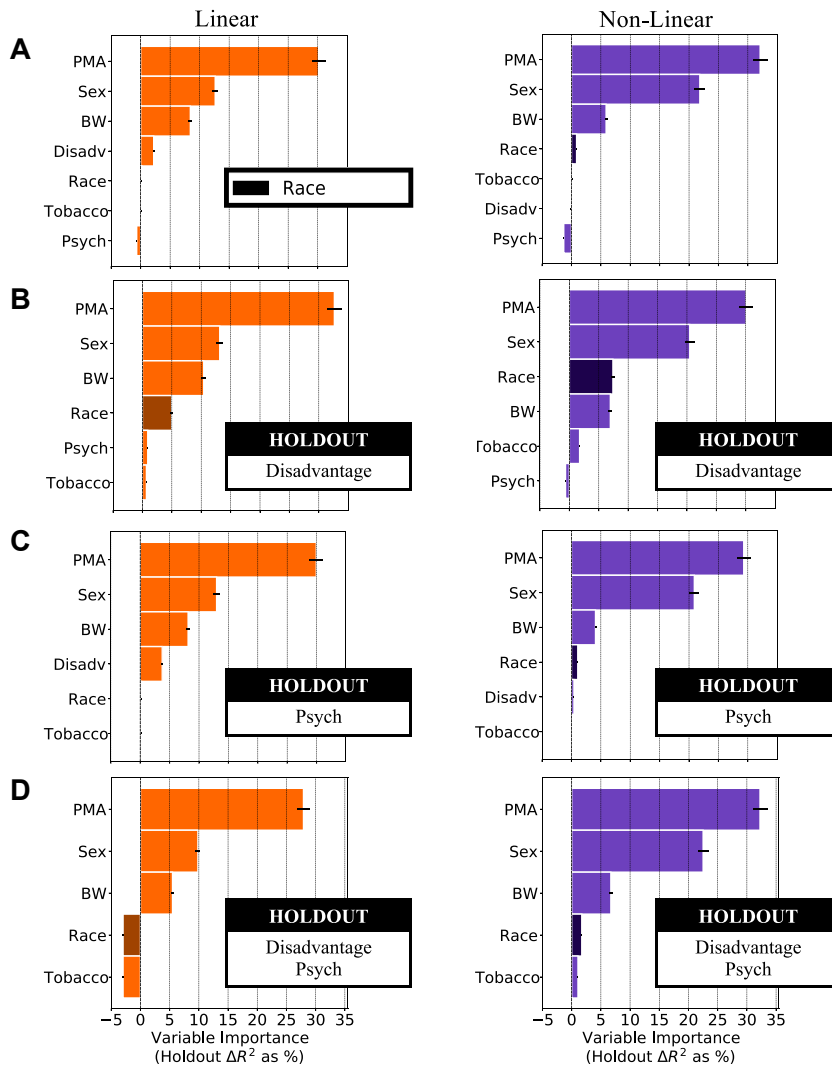 Linear
Non-Linear
A
PMA
Sex
BW
Disadv
Race
Tobacco
Psych
Race
PMA
Sex
BW
Race
Tobacco
Disadv
Psych
B
PMA
Sex
BW
Race
Psych
Tobacco
HOLDOUT
Disadvantage
PMA
Sex
Race
BW
Tobacco
Psych
HOLDOUT
Disadvantage
C
PMA
Sex
BW
Disadv
Race
Tobacco
HOLDOUT
Psych
PMA
Sex
BW
Race
Disadv
Tobacco
HOLDOUT
Psych
D
PMA
Sex
BW
Race
Tobacco
HOLDOUT
Disadvantage
Psych
−5 0 5 10 15 20 25 30 35
Variable Importance
(Holdout ΔR² as %)
PMA
Sex
BW
Race
Tobacco
HOLDOUT
Disadvantage
Psych
−5 0 5 10 15 20 25 30 35
Variable Importance
(Holdout ΔR² as %)